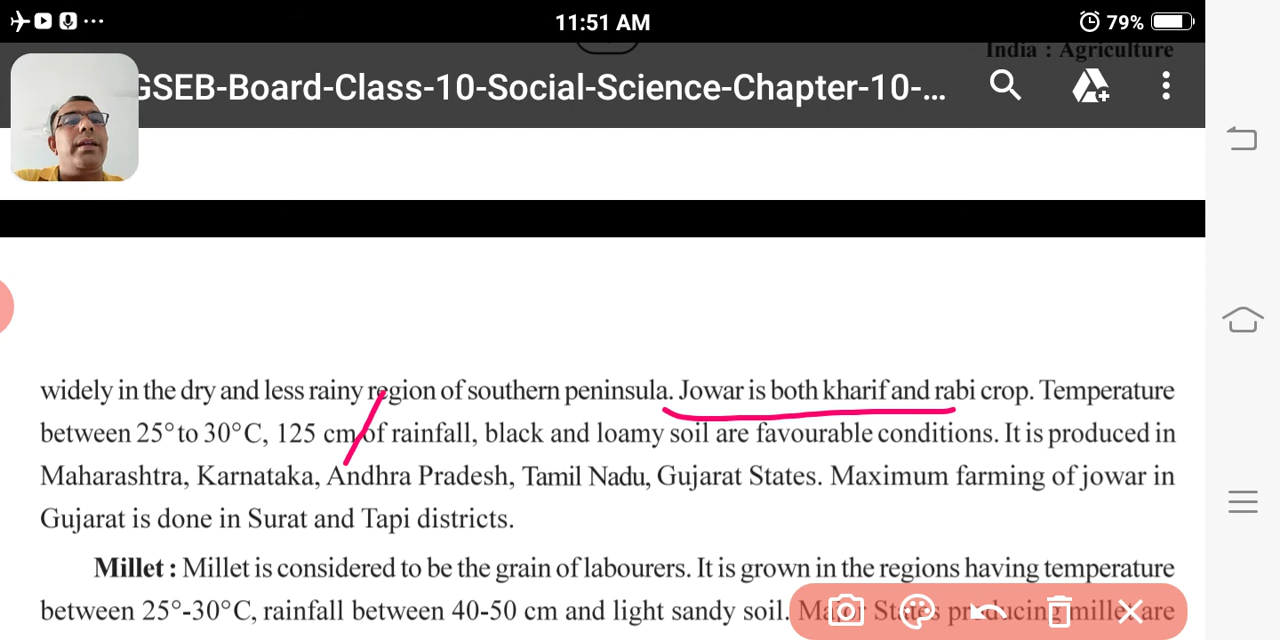 11:51 AM
79%
India : Agriculture
GSEB-Board-Class-10-Social-Science-Chapter-10-...
widely in the dry and less rainy region of southern peninsula. Jowar is both kharif and rabi crop. Temperature
between 25° to 30°C, 125 cm of rainfall, black and loamy soil are favourable conditions. It is produced in
Maharashtra, Karnataka, Andhra Pradesh, Tamil Nadu, Gujarat States. Maximum farming of jowar in
Gujarat is done in Surat and Tapi districts.
Millet : Millet is considered to be the grain of labourers. It is grown in the regions having temperature
between 25°-30°C, rainfall between 40-50 cm and light sandy soil. Major States producing millet are